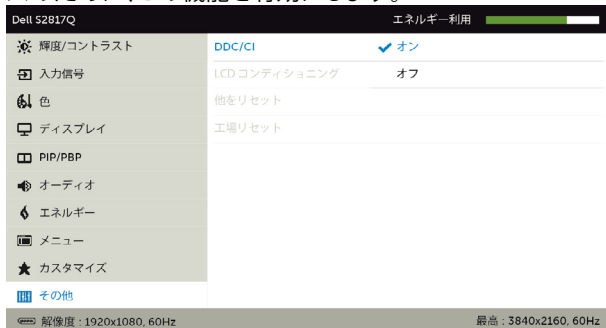 Dell S2817Q エネルギー利用
輝度/コントラスト DDC/CI オン
入力信号 LCD コンディショニング オフ
色 他をリセット
ディスプレイ 工場リセット
PIP/PBP
オーディオ
エネルギー
メニュー
カスタマイズ
その他
解像度 : 1920x1080, 60Hz 最高 : 3840x2160, 60Hz